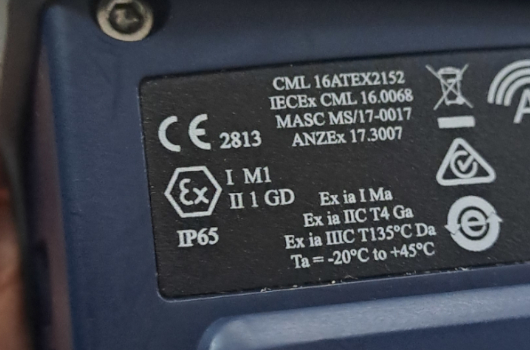 CML 16ATEX2152
IECEx CML 16.0068
MASC MS/17-0017
ANZEx 17.3007
CE 2813
Ex I M1
II 1 GD
IP65
Ex ia I Ma
Ex ia IIC T4 Ga
Ex ia IIIC T135°C Da
Ta = -20°C to +45°C